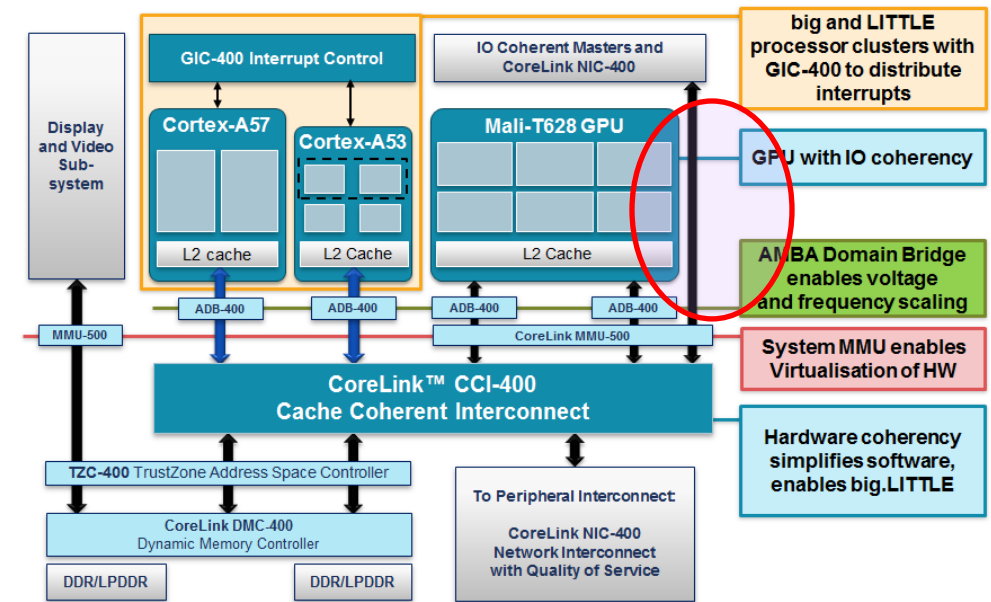 Display
and Video
Sub-
system
GIC-400 Interrupt Control
Cortex-A57
L2 cache
Cortex-A53
L2 Cache
IO Coherent Masters and
CoreLink NIC-400
Mali-T628 GPU
L2 Cache
big and LITTLE
processor clusters with
GIC-400 to distribute
interrupts
GPU with IO coherency
AMBA Domain Bridge
enables voltage
and frequency scaling
ADB-400
ADB-400
ADB-400
ADB-400
MMU-500
CoreLink MMU-500
System MMU enables
Virtualisation of HW
CoreLink™ CCI-400
Cache Coherent Interconnect
Hardware coherency
simplifies software,
enables big.LITTLE
TZC-400 TrustZone Address Space Controller
CoreLink DMC-400
Dynamic Memory Controller
DDR/LPDDR
DDR/LPDDR
To Peripheral Interconnect:
CoreLink NIC-400
Network Interconnect
with Quality of Service